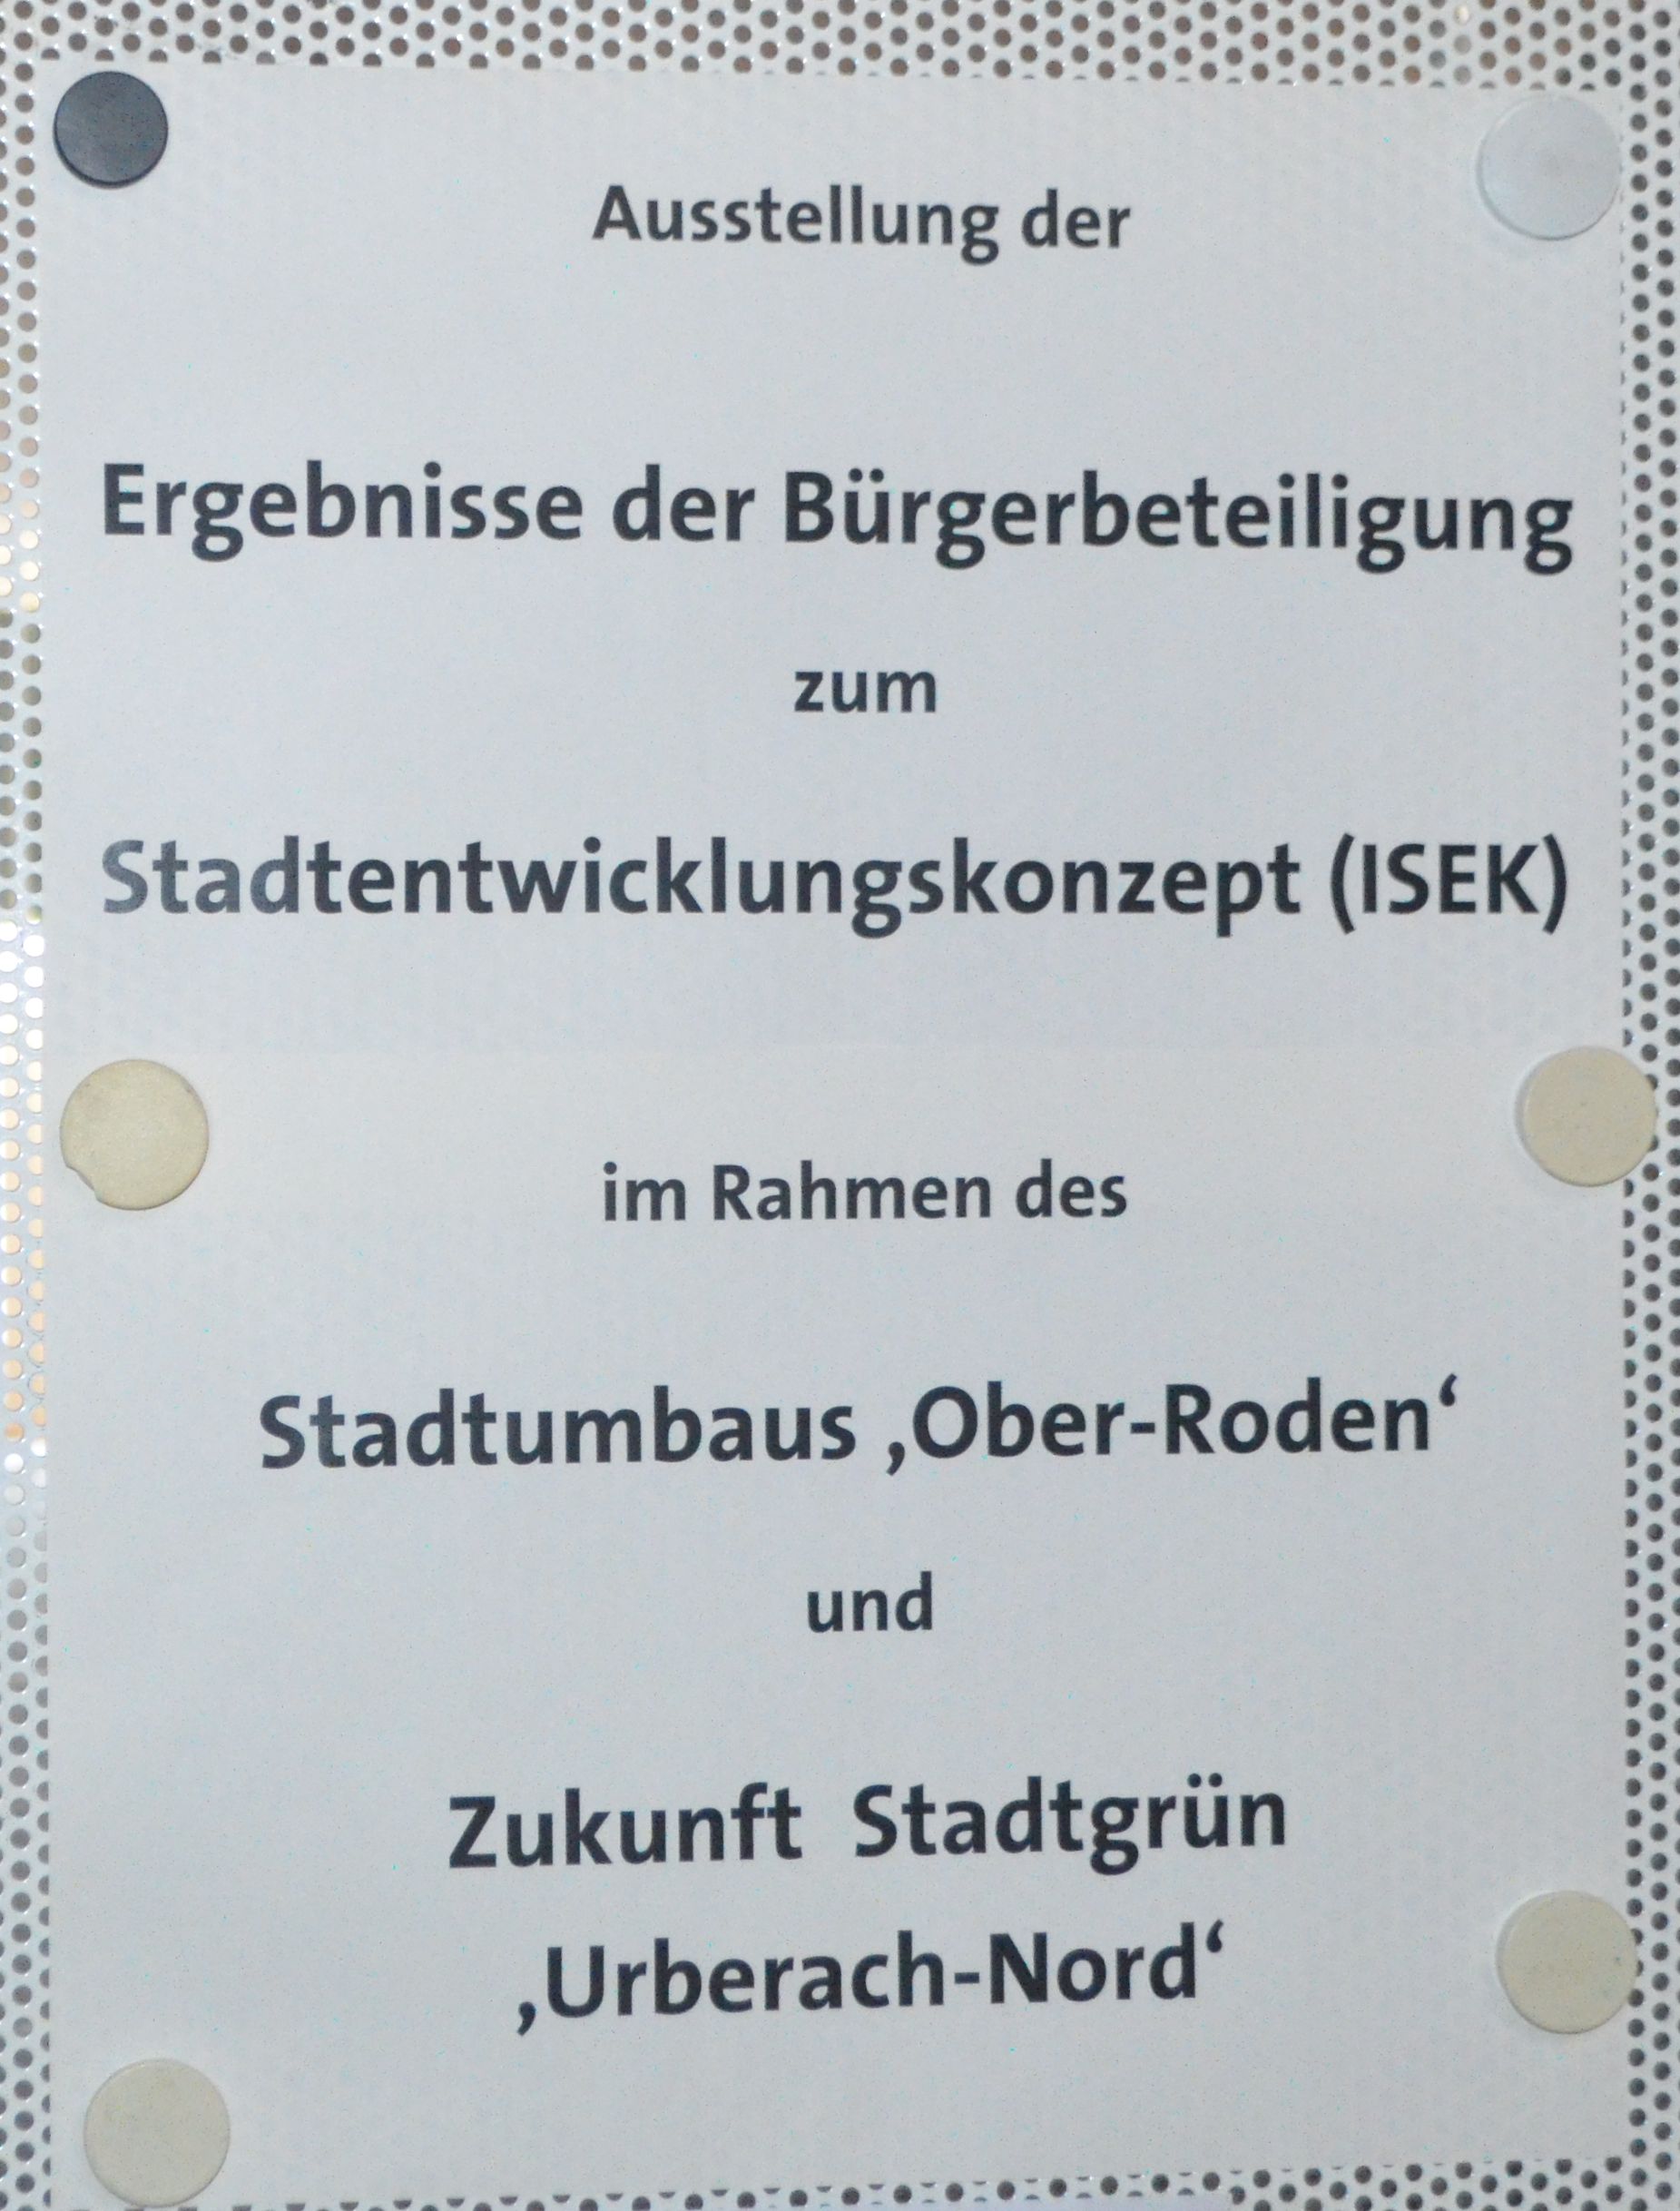 Ausstellung der
Ergebnisse der Bürgerbeteiligung
zum
Stadtentwicklungskonzept (ISEK)
im Rahmen des
Stadtumbaus ‚Ober-Roden‘
und
Zukunft Stadtgrün
‚Urberach-Nord‘